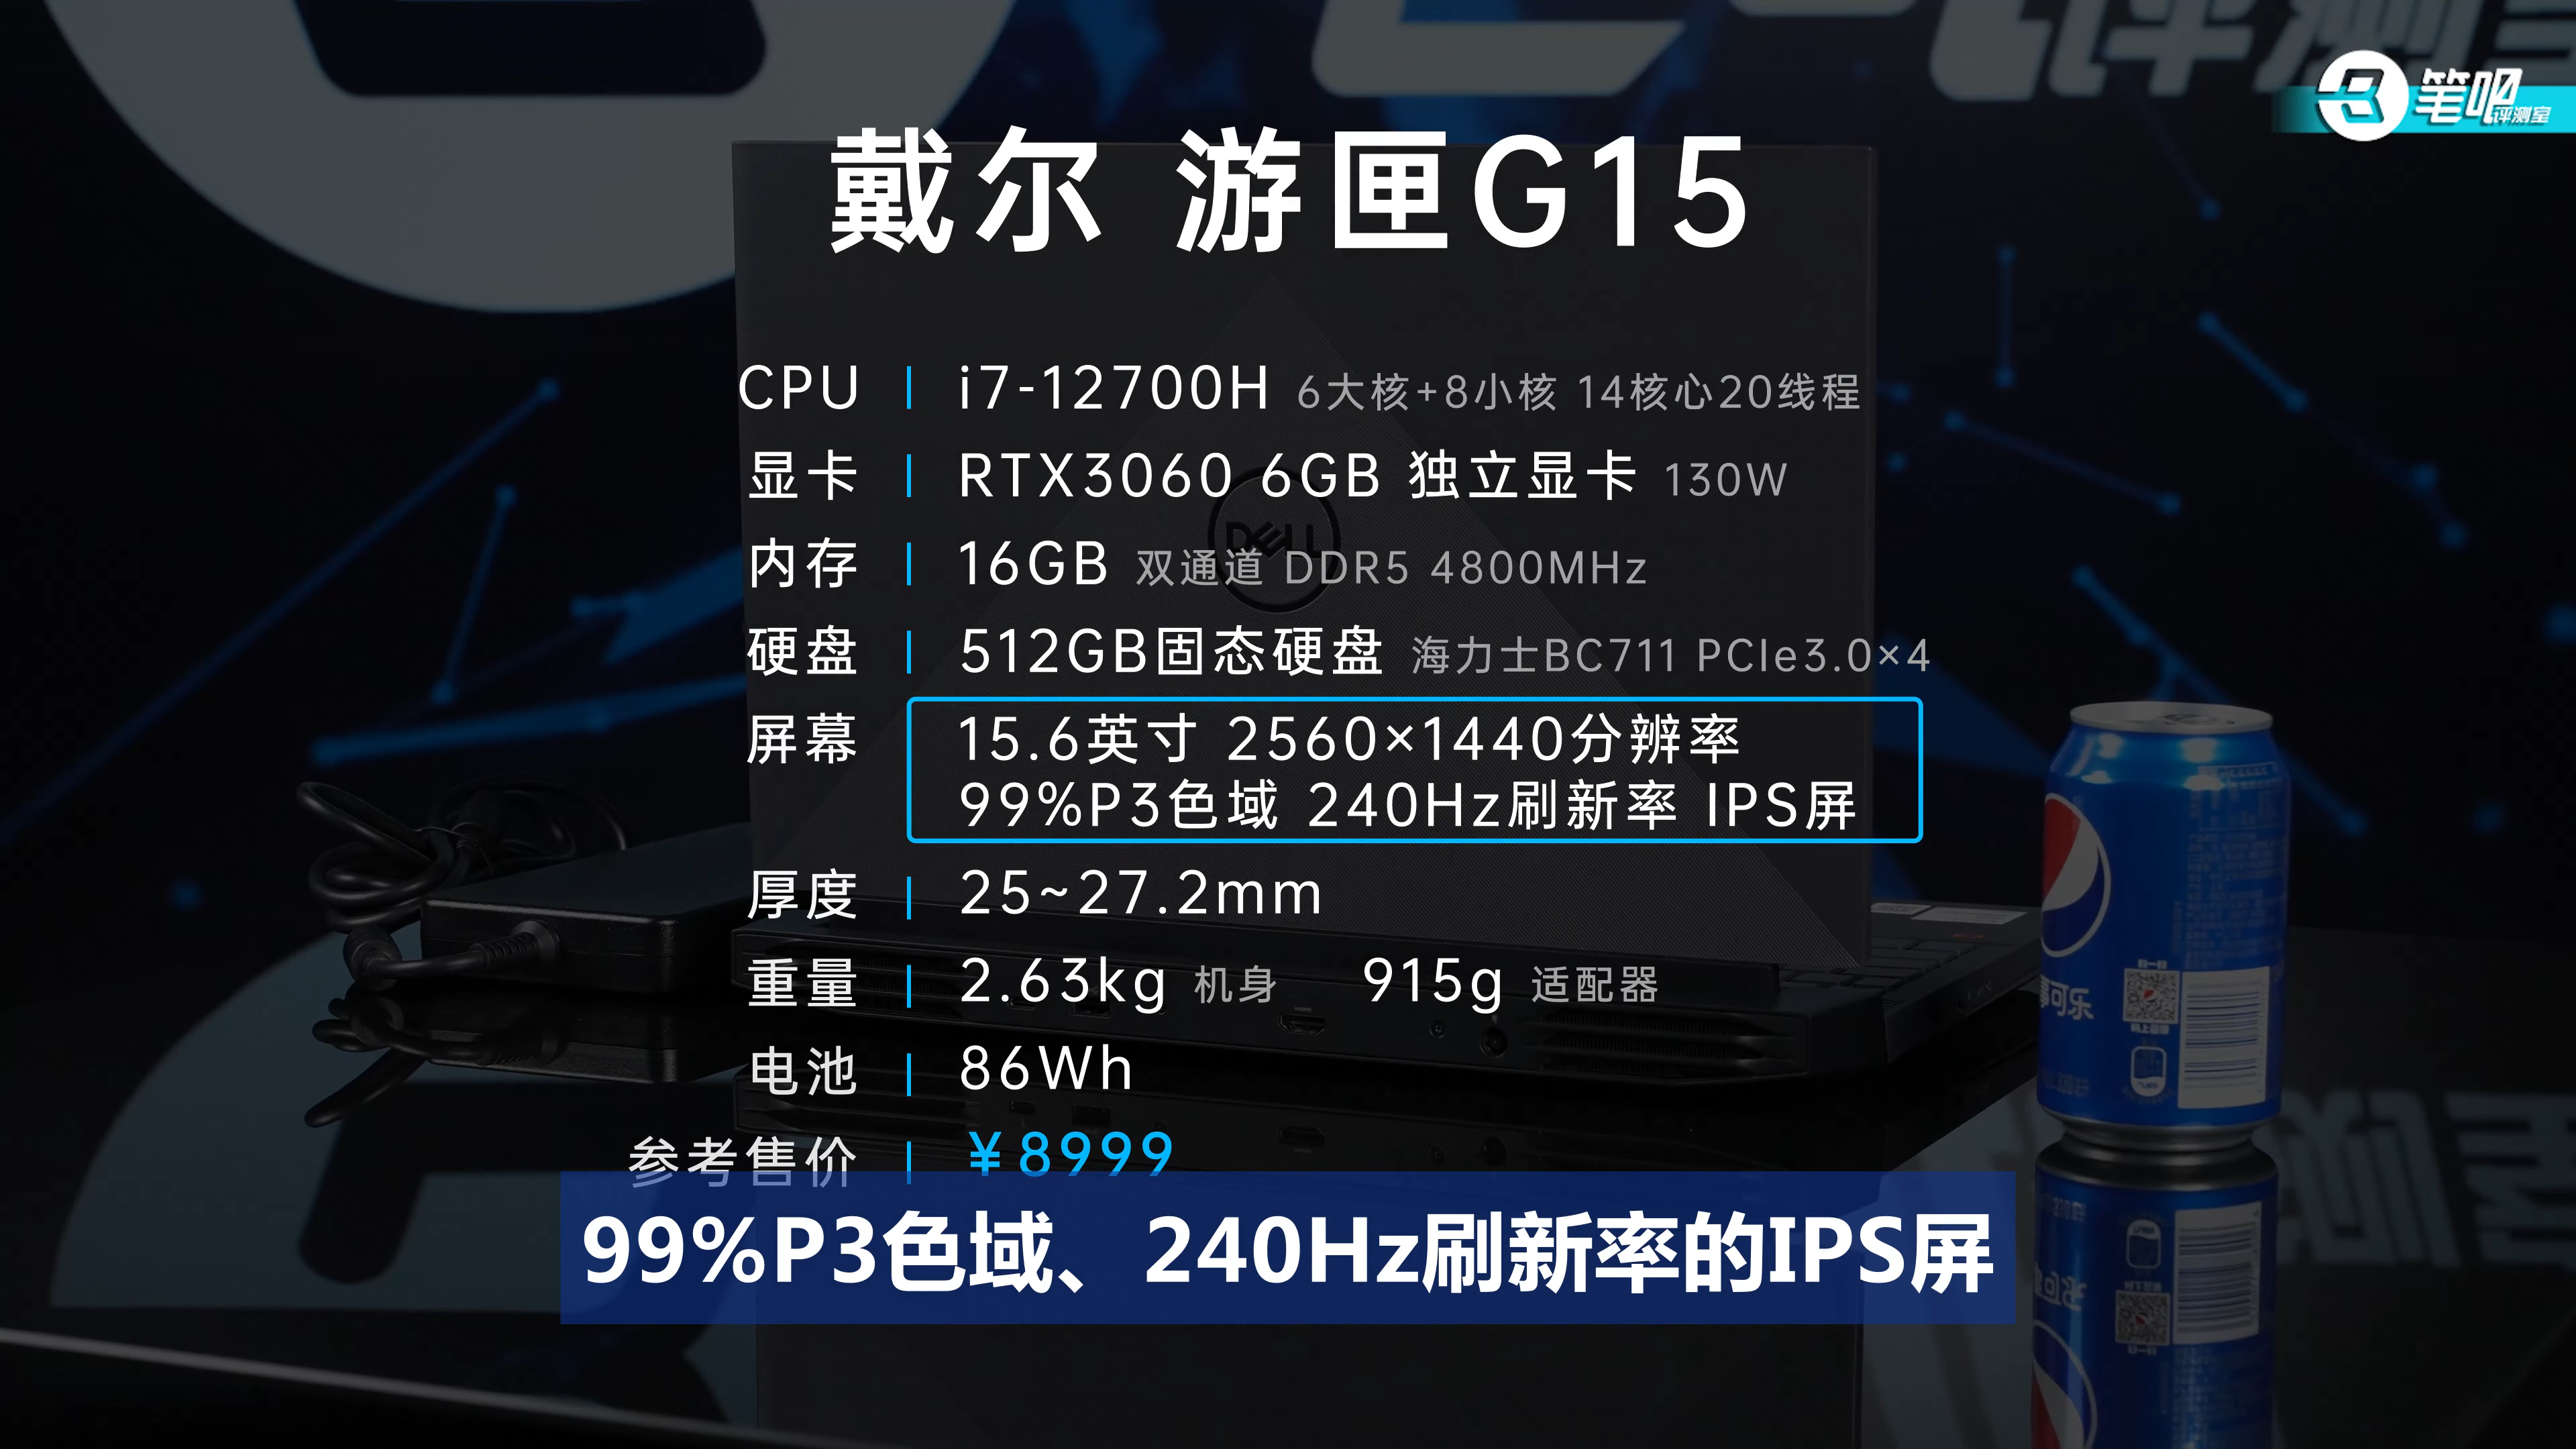 评测室
笔吧评测室
戴尔 游匣G15
CPU | i7-12700H 6大核+8小核 14核心20线程
显卡 | RTX3060 6GB 独立显卡 130W
DELL
内存 | 16GB 双通道 DDR5 4800MHz
硬盘 | 512GB固态硬盘 海力士BC711 PCIe3.0×4
屏幕 15.6英寸 2560×1440分辨率
99%P3色域 240Hz刷新率 IPS屏
厚度 | 25~27.2mm
重量 | 2.63kg 机身 915g 适配器
可乐
电池 | 86Wh
参考售价 | ¥8999
99%P3色域、240Hz刷新率的IPS屏